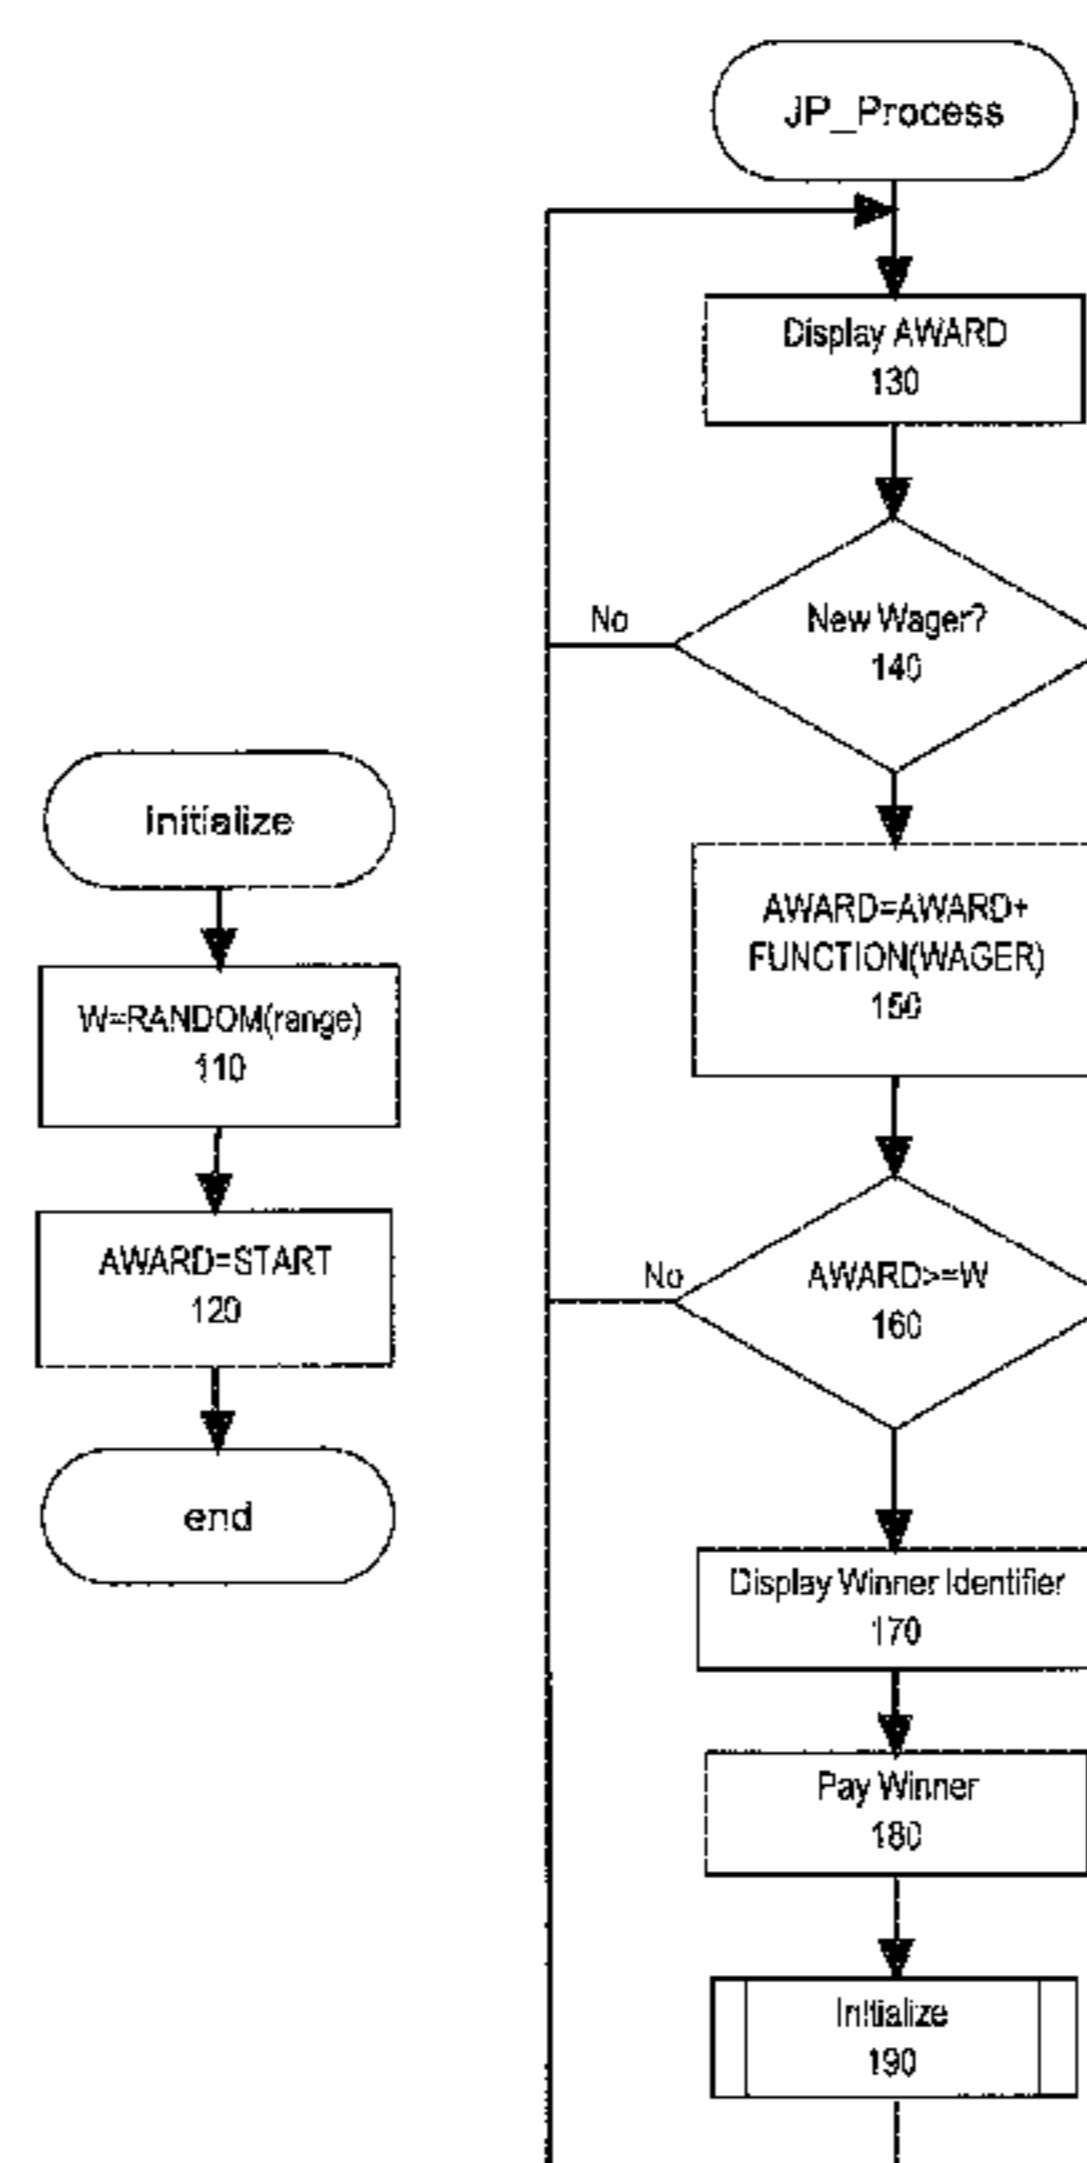 JP_Process
Display AWARD
130
No
New Wager?
140
AWARD=AWARD+
FUNCTION(WAGER)
150
No
AWARD>=W
160
Display Winner Identifier
170
Pay Winner
180
Initialize
190
Initialize
W=RANDOM(range)
110
AWARD=START
120
end